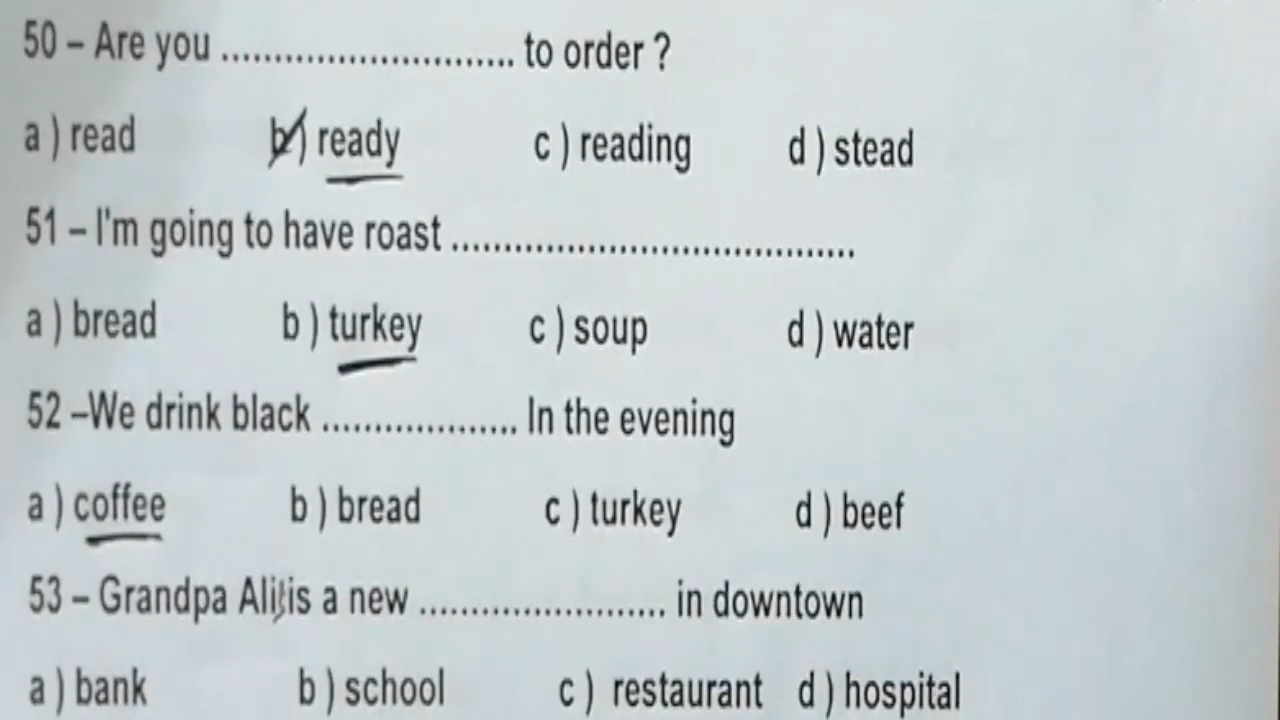 50 – Are you ............................ to order ?
a ) read b ) ready c ) reading d ) stead
51 – I'm going to have roast .......................................
a ) bread b ) turkey c ) soup d ) water
52 –We drink black ................... In the evening
a ) coffee b ) bread c ) turkey d ) beef
53 – Grandpa Ali is a new ........................ in downtown
a ) bank b ) school c ) restaurant d ) hospital